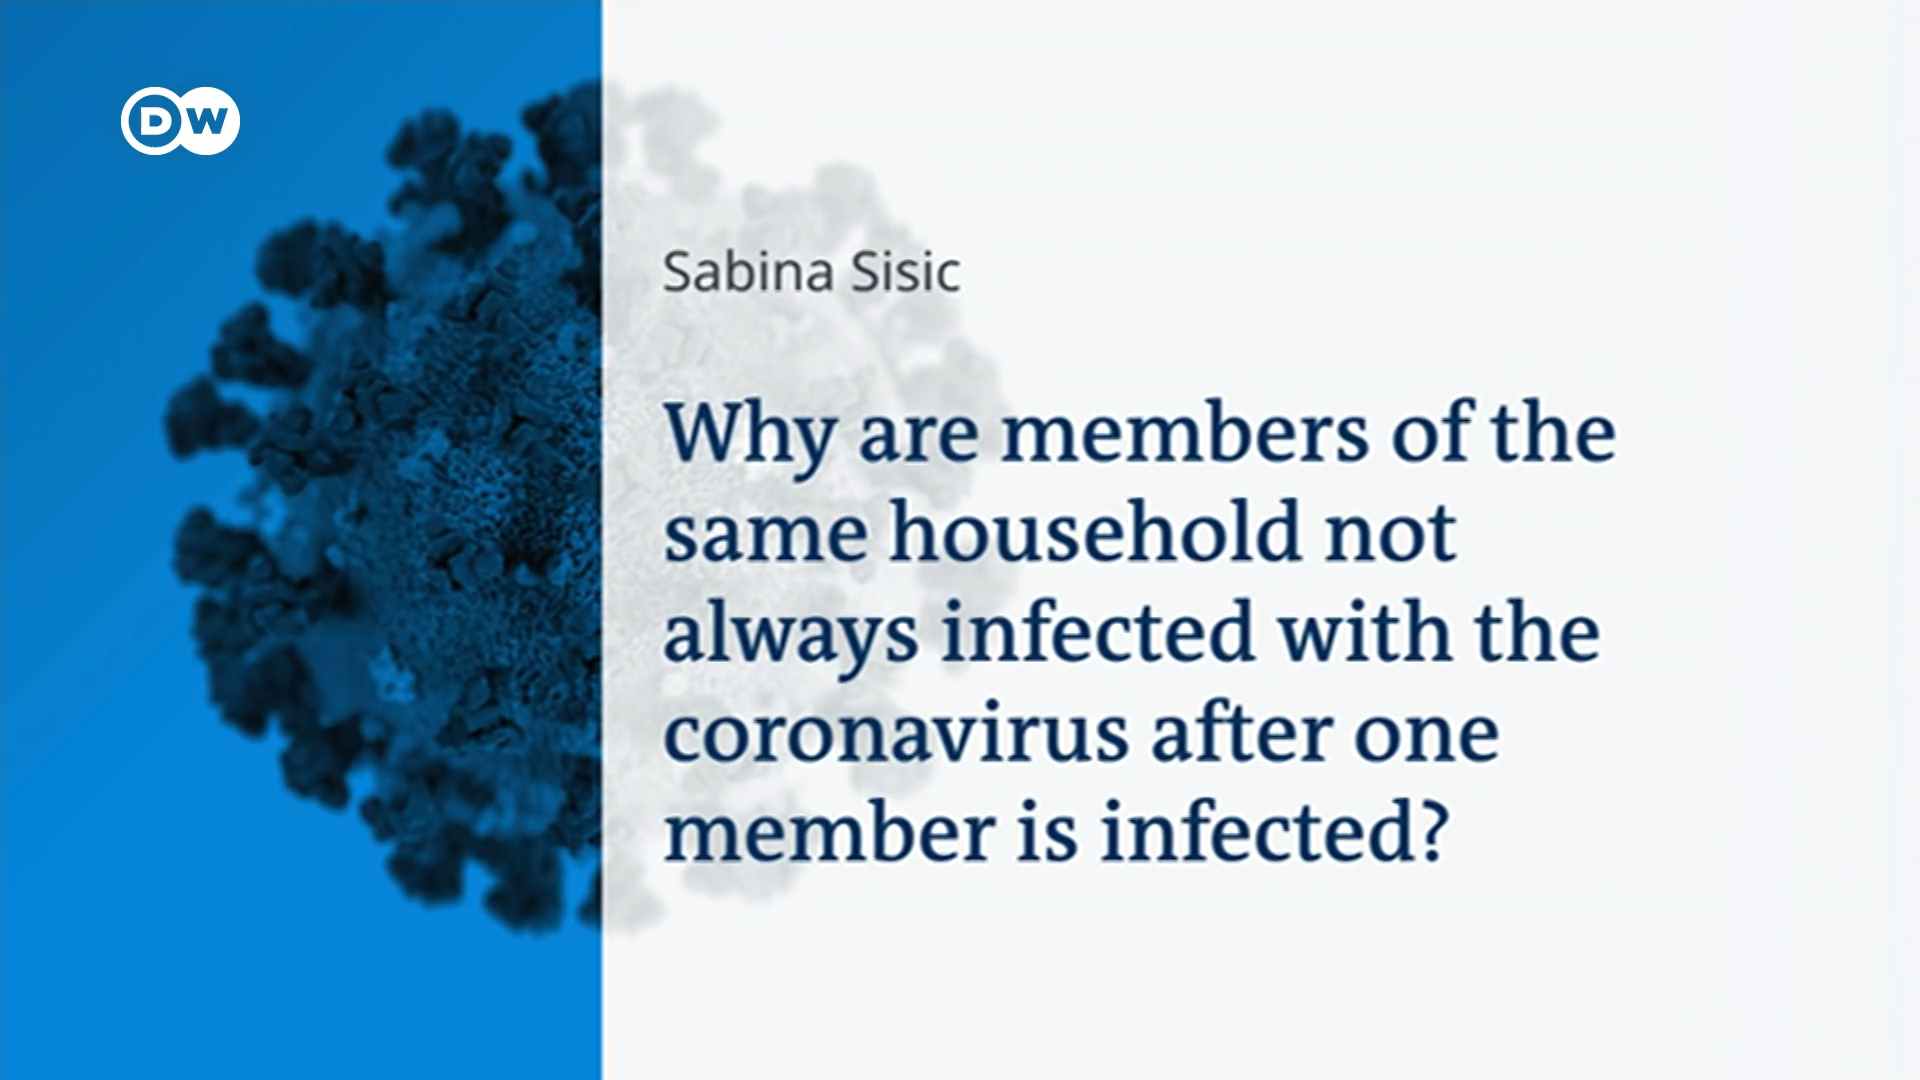 DW
Sabina Sisic
Why are members of the
same household not
always infected with the
coronavirus after one
member is infected?